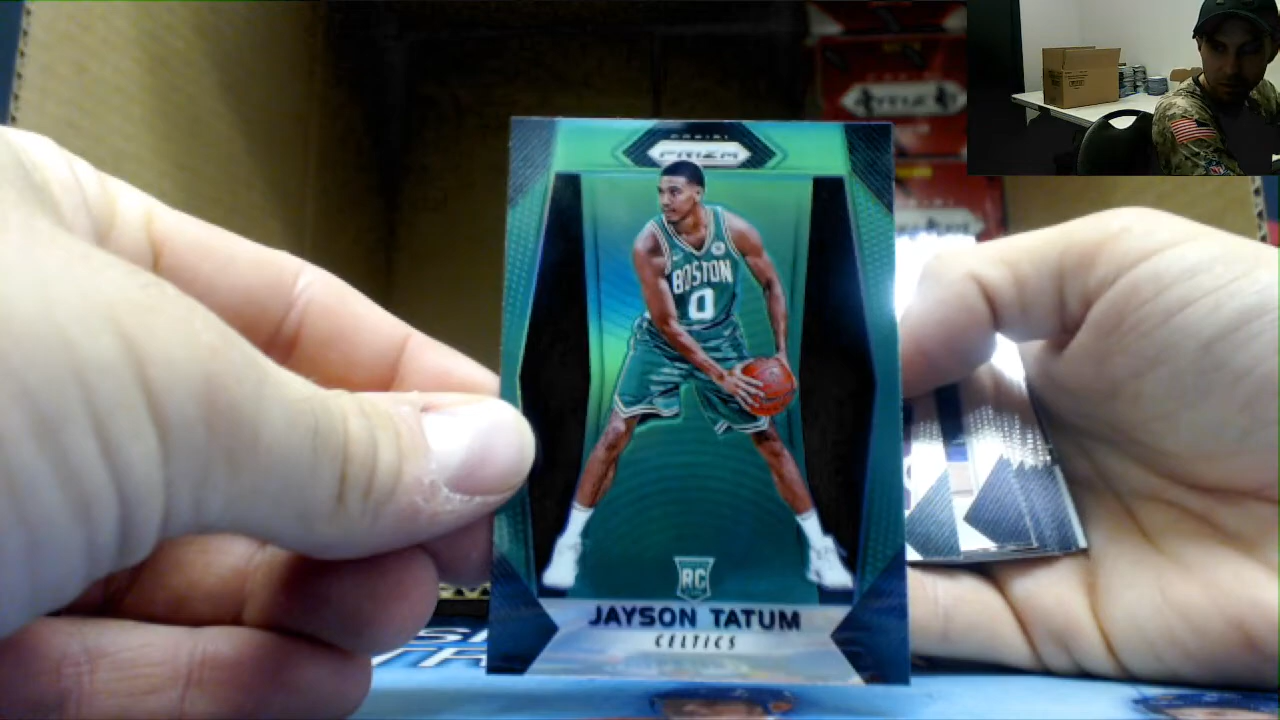 PANINI
PRIZM
BOSTON
0
RC
JAYSON TATUM
CELTICS